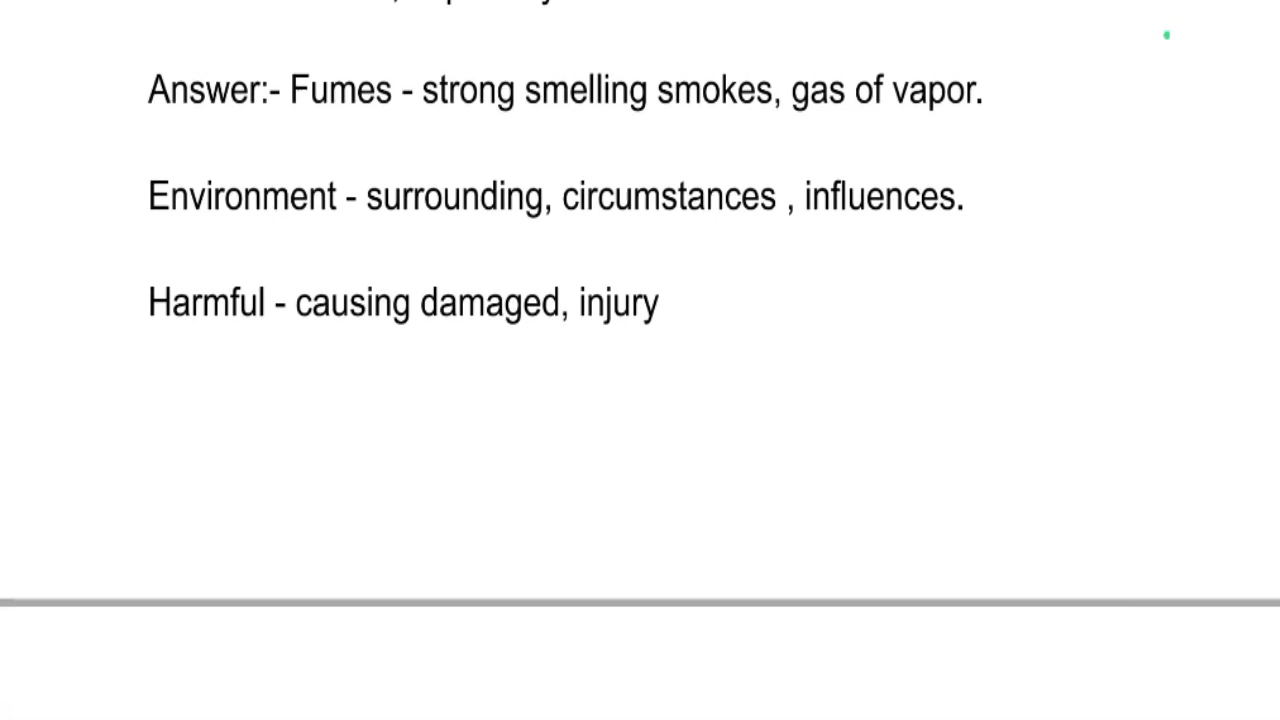 Answer:- Fumes - strong smelling smokes, gas of vapor.
Environment - surrounding, circumstances , influences.
Harmful - causing damaged, injury